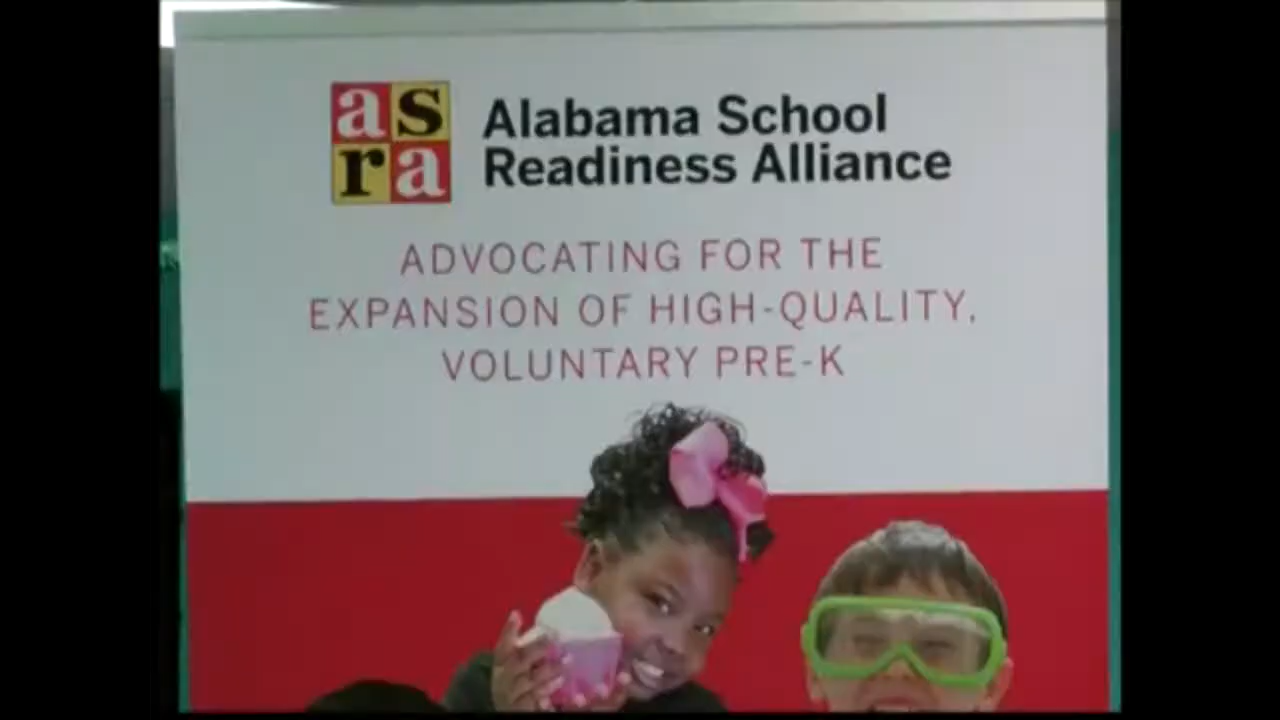 as
ra
Alabama School
Readiness Alliance
ADVOCATING FOR THE
EXPANSION OF HIGH-QUALITY,
VOLUNTARY PRE-K